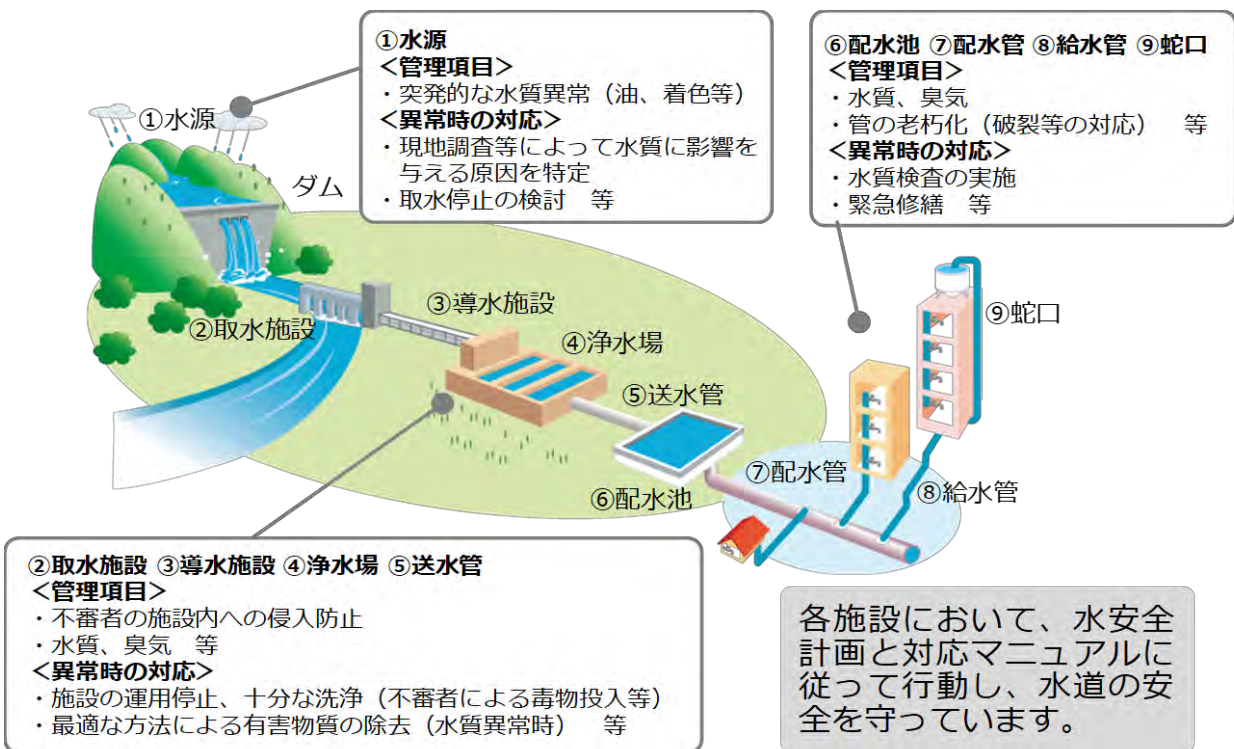 ①水源
<管理項目>
・突発的な水質異常（油、着色等）
<異常時の対応>
・現地調査等によって水質に影響を
与える原因を特定
・取水停止の検討　等
⑥配水池 ⑦配水管 ⑧給水管 ⑨蛇口
<管理項目>
・水質、臭気
・管の老朽化（破裂等の対応）　等
<異常時の対応>
・水質検査の実施
・緊急修繕　等
①水源
ダム
②取水施設
③導水施設
④浄水場
⑤送水管
⑥配水池
⑦配水管
⑧給水管
⑨蛇口
②取水施設 ③導水施設 ④浄水場 ⑤送水管
<管理項目>
・不審者の施設内への侵入防止
・水質、臭気　等
<異常時の対応>
・施設の運用停止、十分な洗浄（不審者による毒物投入等）
・最適な方法による有害物質の除去（水質異常時）　等
各施設において、水安全
計画と対応マニュアルに
従って行動し、水道の安
全を守っています。